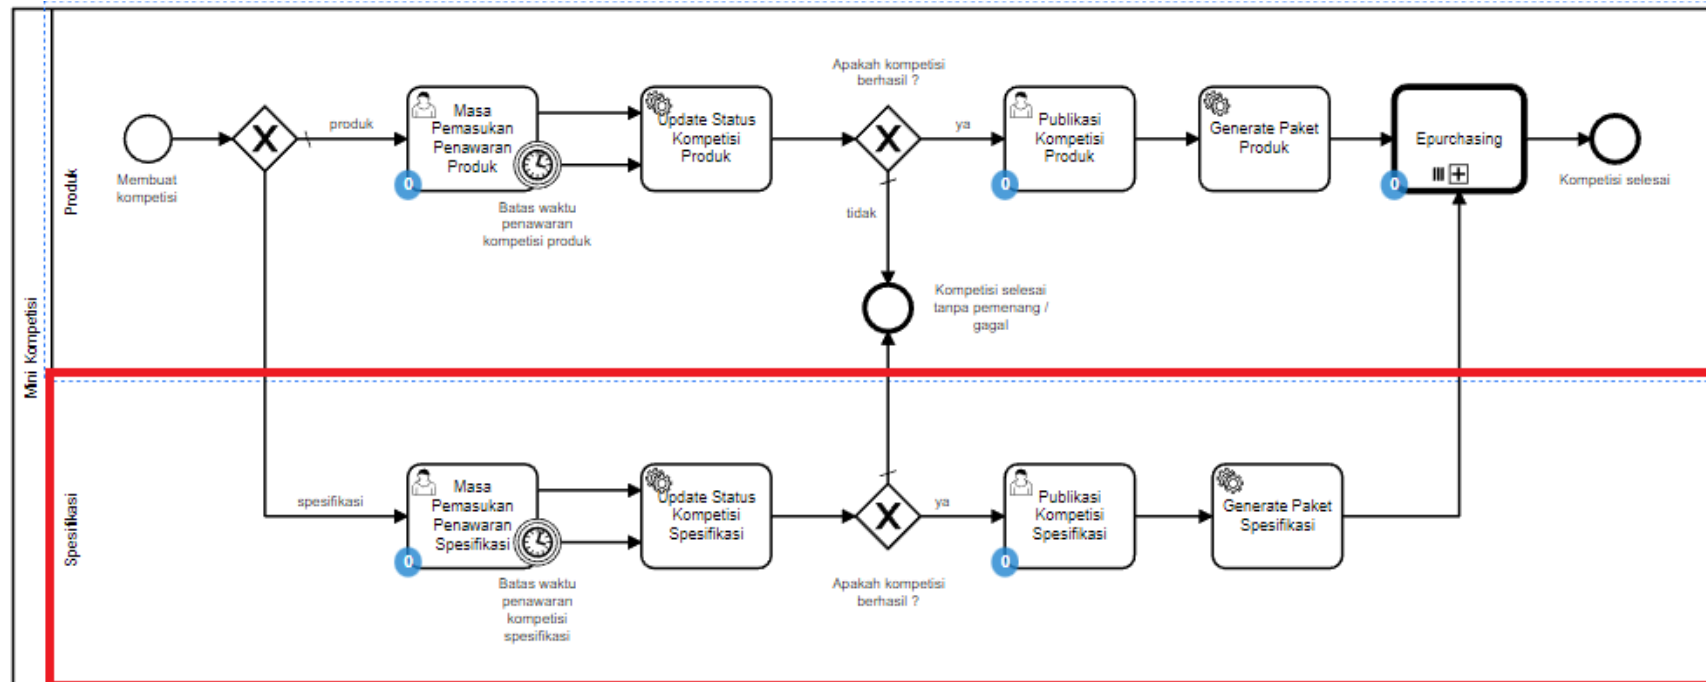 Mini Kompetisi
Produk
Membuat
kompetisi
produk
Masa
Pemasukan
Penawaran
Produk
0
Batas waktu
penawaran
kompetisi produk
Update Status
Kompetisi
Produk
Apakah kompetisi
berhasil ?
ya
tidak
Publikasi
Kompetisi
Produk
0
Generate Paket
Produk
Epurchasing
0
Kompetisi selesai
Kompetisi selesai
tanpa pemenang /
gagal
Spesifikasi
spesifikasi
Masa
Pemasukan
Penawaran
Spesifikasi
0
Batas waktu
penawaran
kompetisi
spesifikasi
Update Status
Kompetisi
Spesifikasi
ya
Apakah kompetisi
berhasil ?
Publikasi
Kompetisi
Spesifikasi
0
Generate Paket
Spesifikasi